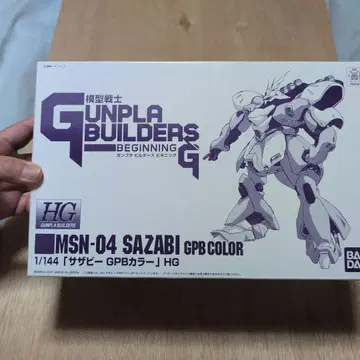 模型戦士
GUNPLA
BUILDERS
BEGINNING G
ガンプラ ビルダーズ ビギニング
HG
GUNPLA BUILDERS
MSN-04 SAZABI GPB COLOR
1/144 「サザビー GPBカラー」 HG
BAN
DAI